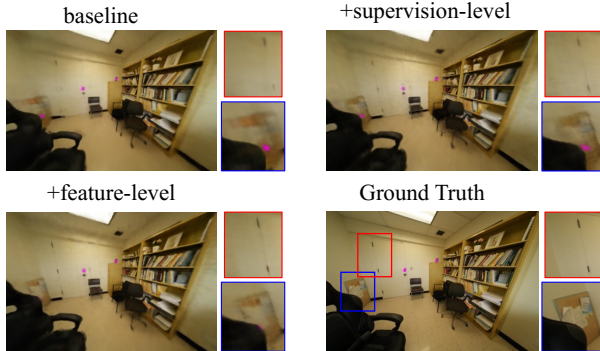 baseline
+supervision-level
+feature-level
Ground Truth